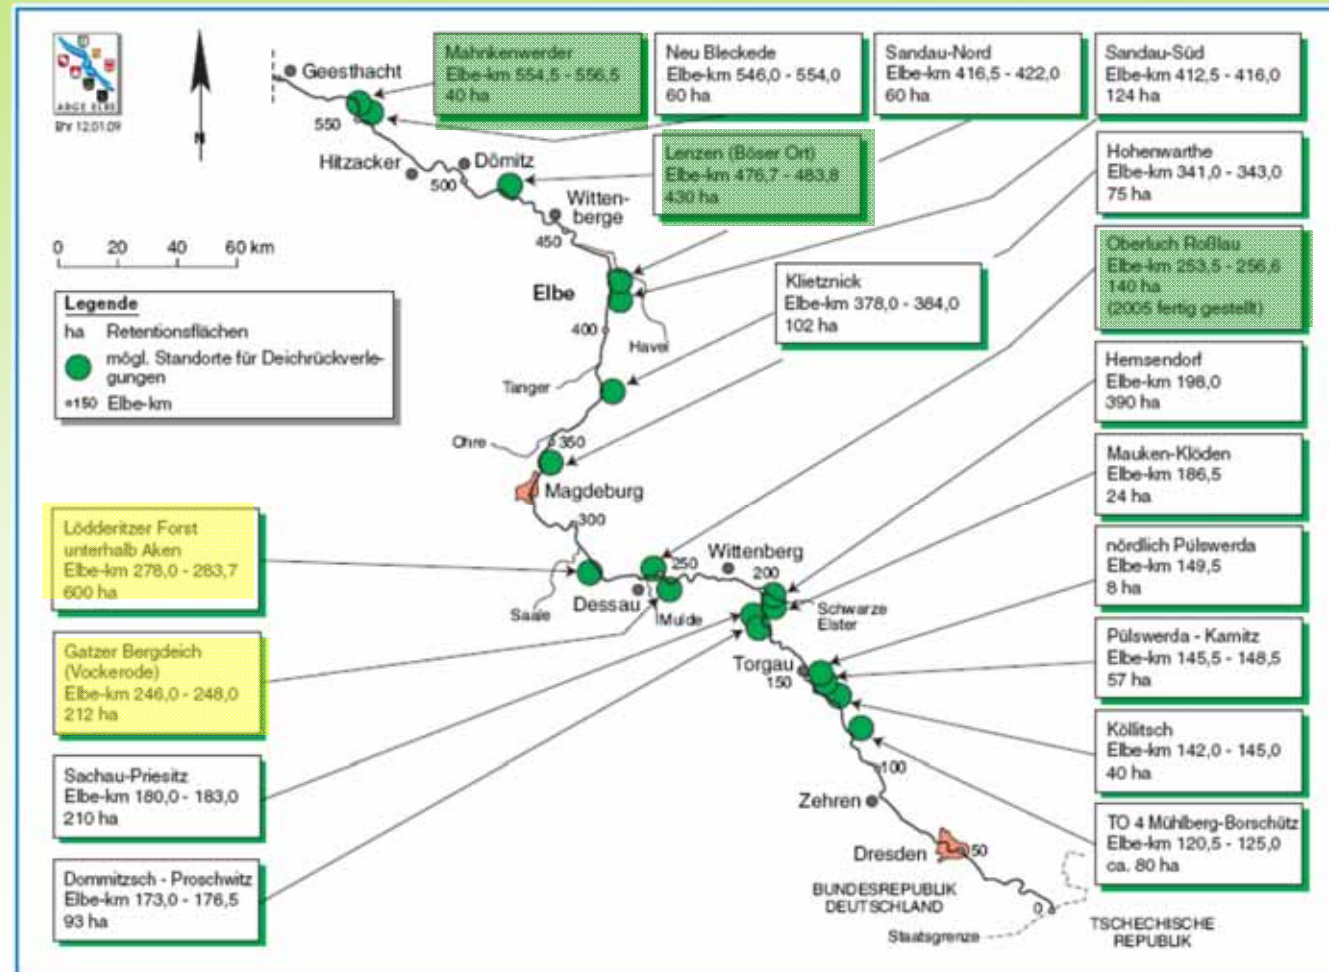 ARGE ELBE
Ehr 12.01.09
N
Geesthacht
550
Hitzacker
Dömitz
500
Witten-
berge
450
Elbe
400
Havel
Tanger
Ohre
350
Magdeburg
300
Saale
Dessau
250
Mulde
Wittenberg
200
Schwarze
Elster
Torgau
150
100
Zehren
Dresden
50
0
BUNDESREPUBLIK
DEUTSCHLAND
Staatsgrenze
TSCHECHISCHE
REPUBLIK
0 20 40 60 km
Legende
ha Retentionsflächen
mögl. Standorte für Deichrückverle-
gungen
150 Elbe-km
Mahnkenwerder
Elbe-km 554,5 - 556,5
40 ha
Neu Bleckede
Elbe-km 546,0 - 554,0
60 ha
Sandau-Nord
Elbe-km 416,5 - 422,0
60 ha
Sandau-Süd
Elbe-km 412,5 - 416,0
124 ha
Lenzen (Böser Ort)
Elbe-km 476,7 - 483,8
430 ha
Hohenwarthe
Elbe-km 341,0 - 343,0
75 ha
Klietznick
Elbe-km 378,0 - 384,0
102 ha
Oberluch Roßlau
Elbe-km 253,5 - 256,6
140 ha
(2005 fertig gestellt)
Hemsendorf
Elbe-km 198,0
390 ha
Mauken-Klöden
Elbe-km 186,5
24 ha
nördlich Pülswerda
Elbe-km 149,5
8 ha
Pülswerda - Kamitz
Elbe-km 145,5 - 148,5
57 ha
Köllitsch
Elbe-km 142,0 - 145,0
40 ha
TO 4 Mühlberg-Borschütz
Elbe-km 120,5 - 125,0
ca. 80 ha
Lödderitzer Forst
unterhalb Aken
Elbe-km 278,0 - 283,7
600 ha
Gatzer Bergdeich
(Vockerode)
Elbe-km 246,0 - 248,0
212 ha
Sachau-Priesitz
Elbe-km 180,0 - 183,0
210 ha
Dommitzsch - Proschwitz
Elbe-km 173,0 - 176,5
93 ha